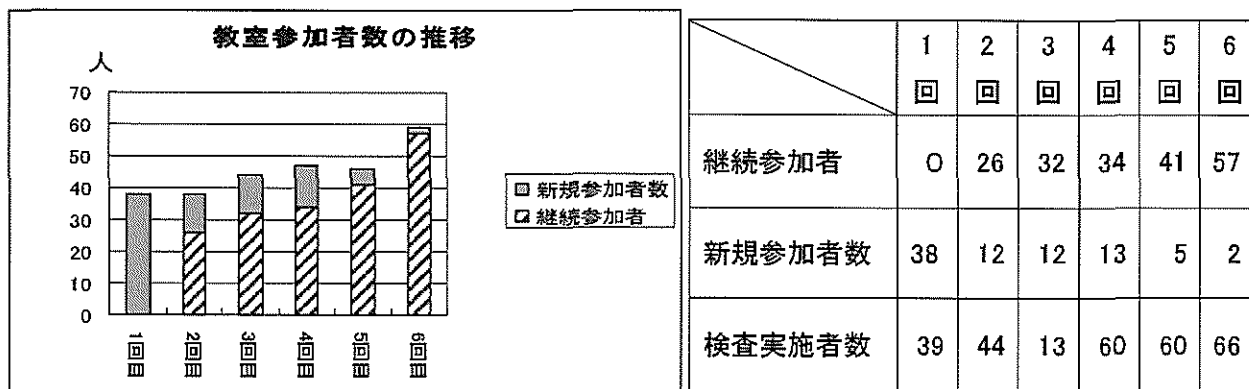 教室参加者数の推移
人
70
60
50
40
30
20
10
0
1回目 2回目 3回目 4回目 5回目 6回目
新規参加者数
継続参加者
1回 2回 3回 4回 5回 6回
継続参加者 0 26 32 34 41 57
新規参加者数 38 12 12 13 5 2
検査実施者数 39 44 13 60 60 66